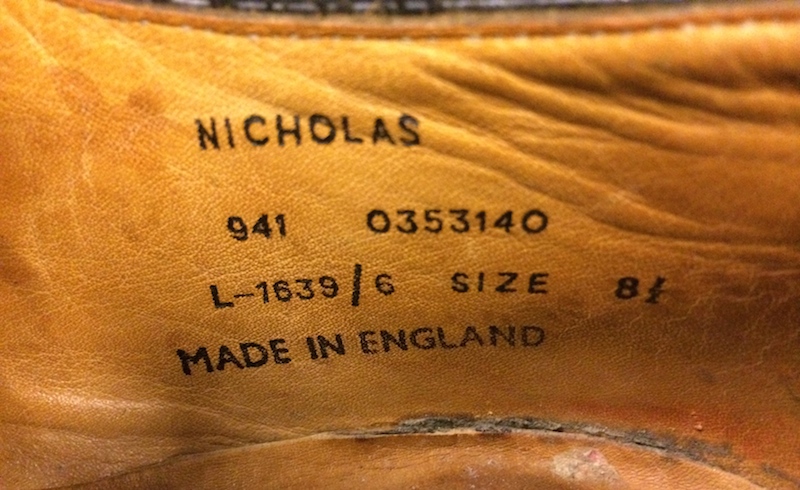 NICHOLAS
941 0353140
L-1639/6 SIZE 8½
MADE IN ENGLAND